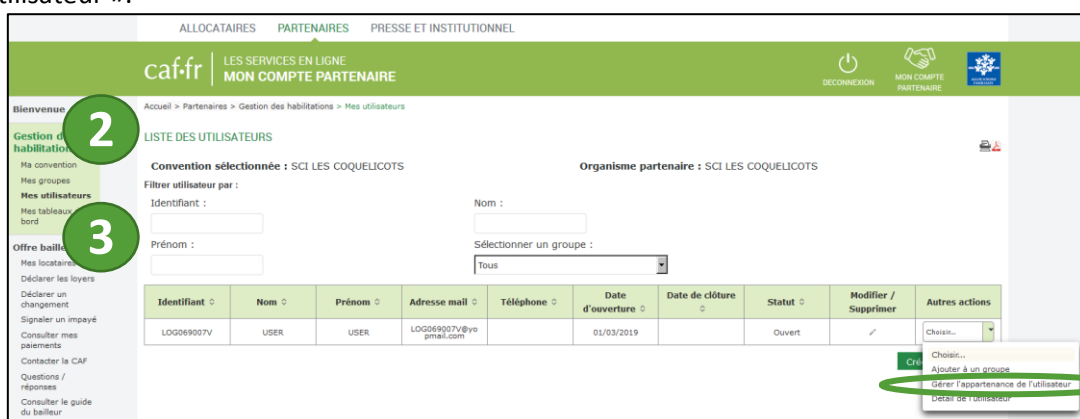 utilisateur ».
ALLOCATAIRES PARTENAIRES PRESSE ET INSTITUTIONNEL
caf·fr LES SERVICES EN LIGNE
MON COMPTE PARTENAIRE
DECONNEXION
MON COMPTE
PARTENAIRE
Bienvenue
Accueil > Partenaires > Gestion des habilitations > Mes utilisateurs
2
Gestion d
habilitation
Ma convention
Mes groupes
Mes utilisateurs
Mes tableaux
bord
3
Offre baille
Mes locataires
Déclarer les loyers
Déclarer un
changement
Signaler un impayé
Consulter mes
paiements
Contacter la CAF
Questions /
réponses
Consulter le guide
du bailleur
LISTE DES UTILISATEURS
Convention sélectionnée : SCI LES COQUELICOTS Organisme partenaire : SCI LES COQUELICOTS
Filtrer utilisateur par :
Identifiant : Nom :
Prénom : Sélectionner un groupe :
Tous
Identifiant Nom Prénom Adresse mail Téléphone Date d'ouverture Date de clôture Statut Modifier / Supprimer Autres actions
LOG069007V USER USER LOG069007V@yopmail.com 01/03/2019 Ouvert Choisir...
Cré
Choisir...
Ajouter à un groupe
Gérer l'appartenance de l'utilisateur
Détail de l'utilisateur